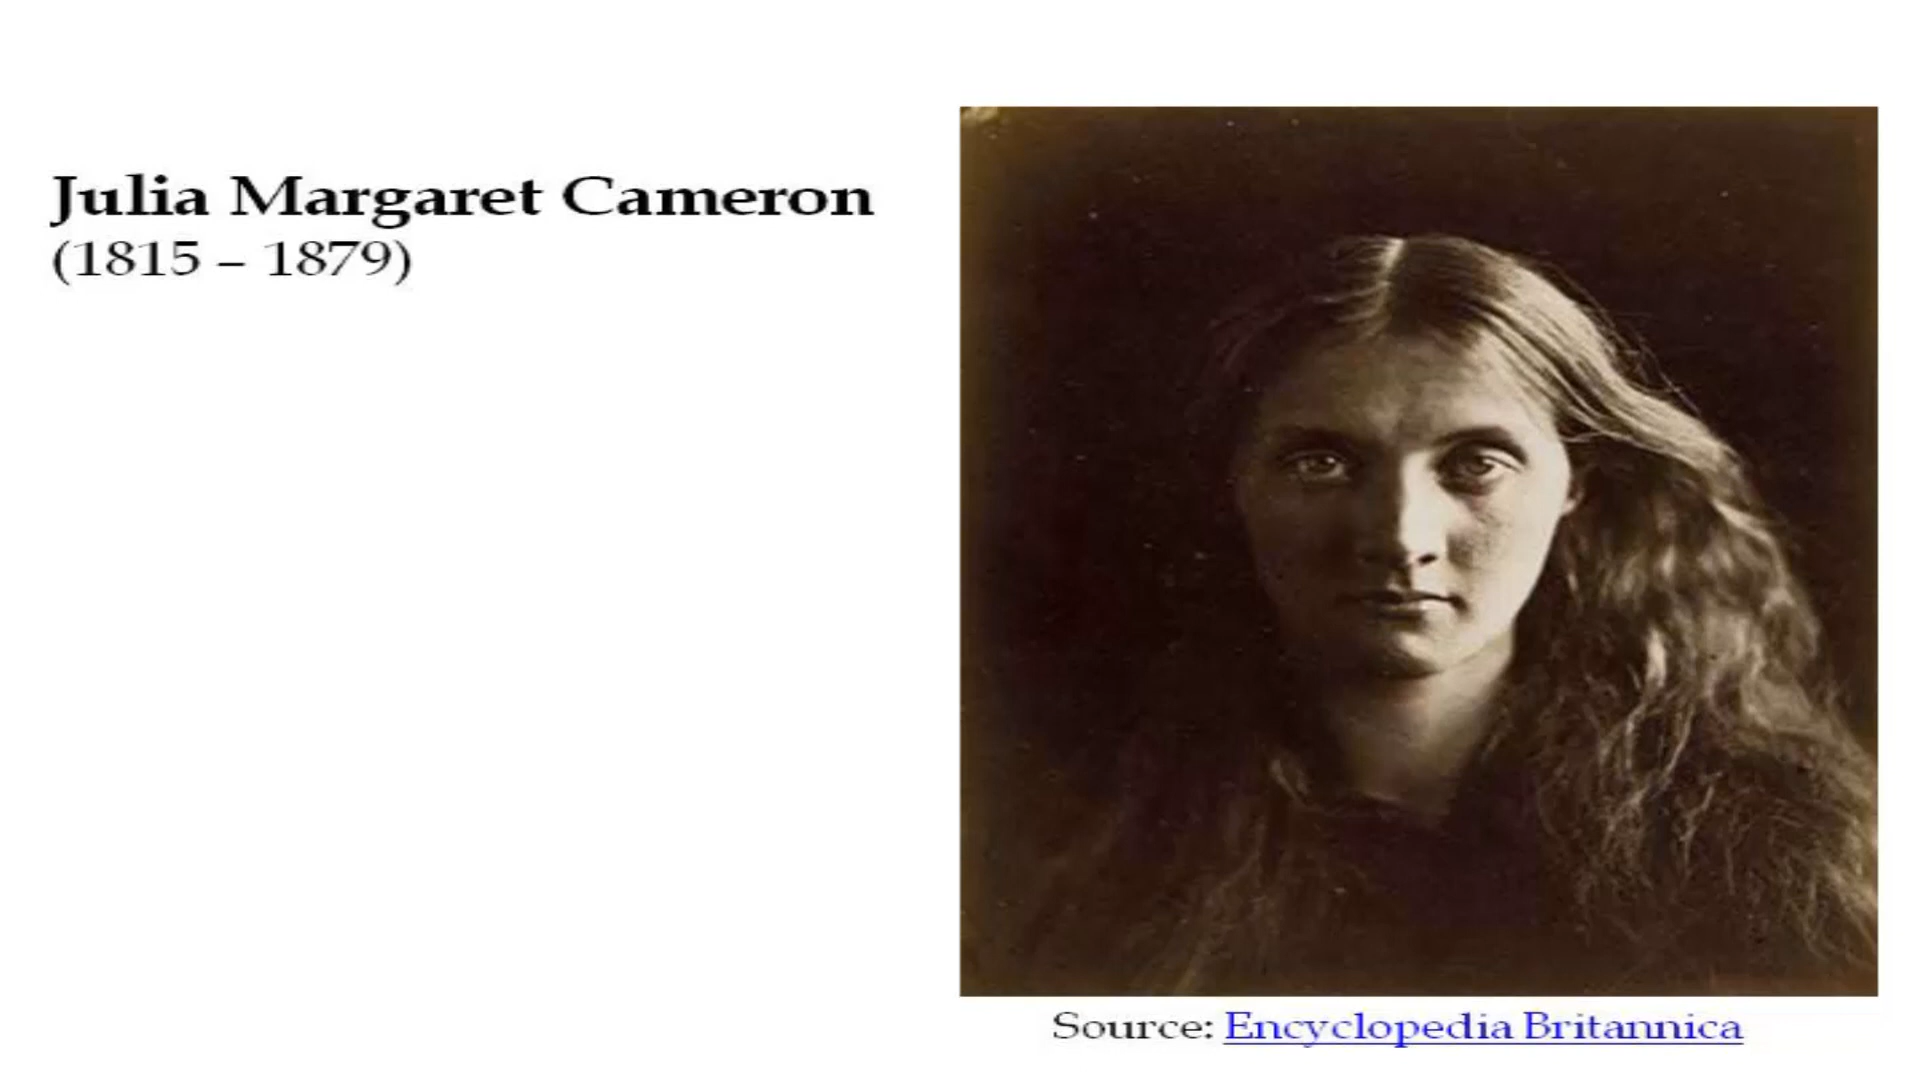 Julia Margaret Cameron
(1815 – 1879)
Source: Encyclopedia Britannica